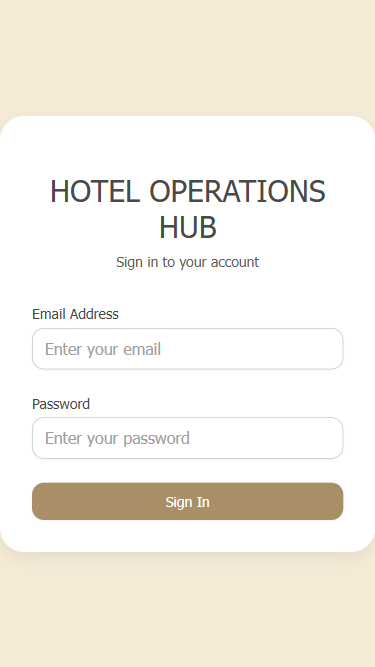 HOTEL OPERATIONS
HUB
Sign in to your account
Email Address
Enter your email
Password
Enter your password
Sign In